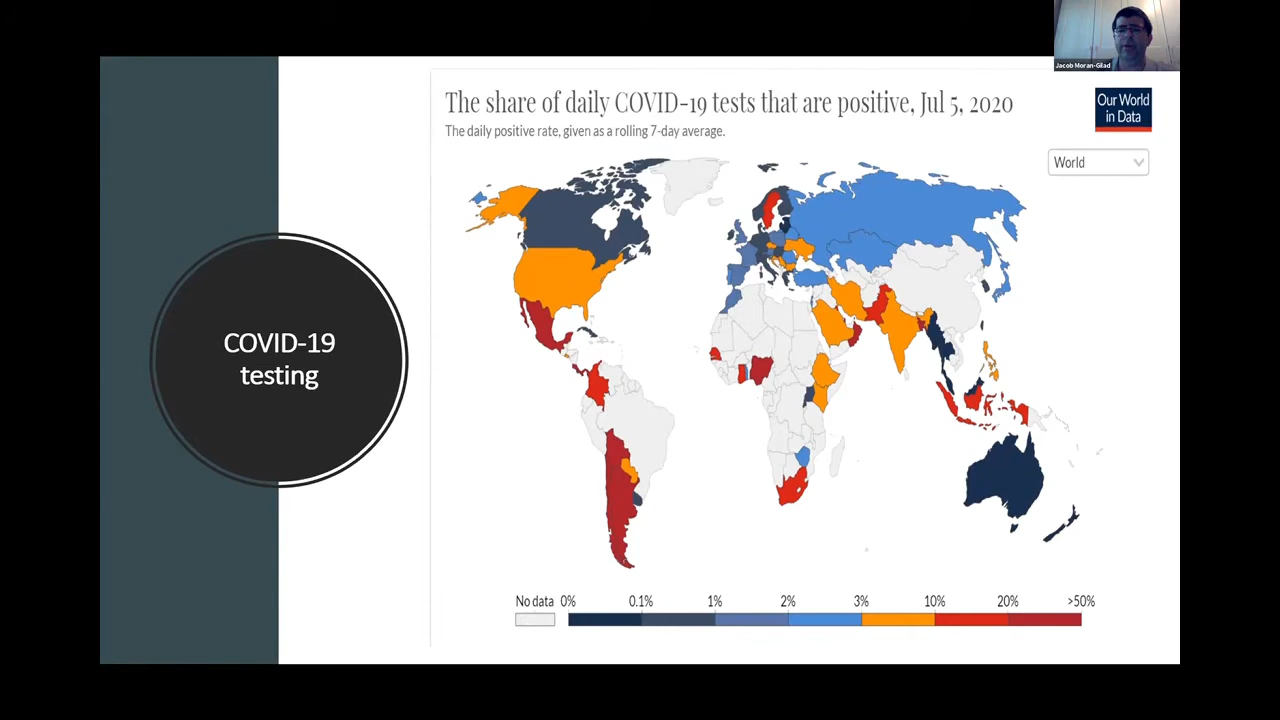 Jacob Moran-Gilad
The share of daily COVID-19 tests that are positive, Jul 5, 2020
The daily positive rate, given as a rolling 7-day average.
Our World
in Data
World
COVID-19
testing
No data 0% 0.1% 1% 2% 3% 10% 20% >50%